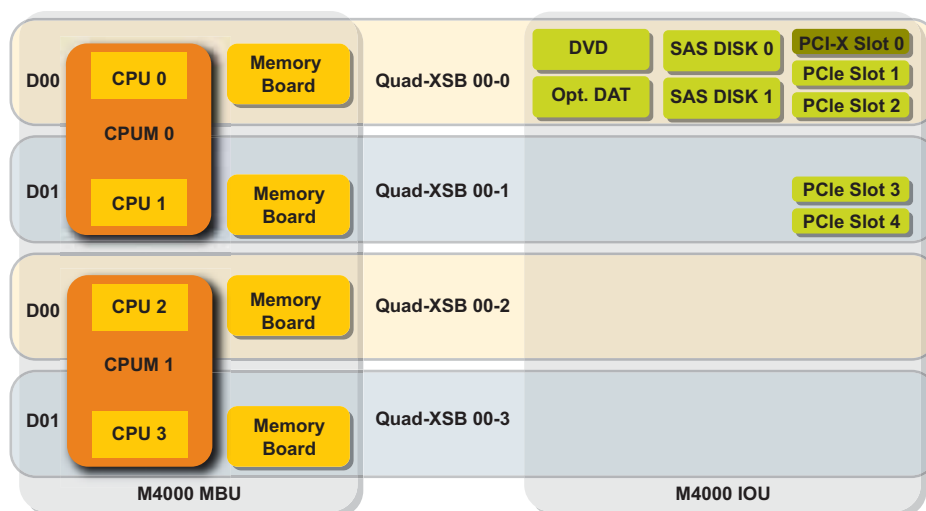 D00
CPU 0
Memory
Board
Quad-XSB 00-0
DVD
SAS DISK 0
PCI-X Slot 0
PCIe Slot 1
Opt. DAT
SAS DISK 1
PCIe Slot 2
CPUM 0
D01
CPU 1
Memory
Board
Quad-XSB 00-1
PCIe Slot 3
PCIe Slot 4
D00
CPU 2
Memory
Board
Quad-XSB 00-2
CPUM 1
D01
CPU 3
Memory
Board
Quad-XSB 00-3
M4000 MBU
M4000 IOU